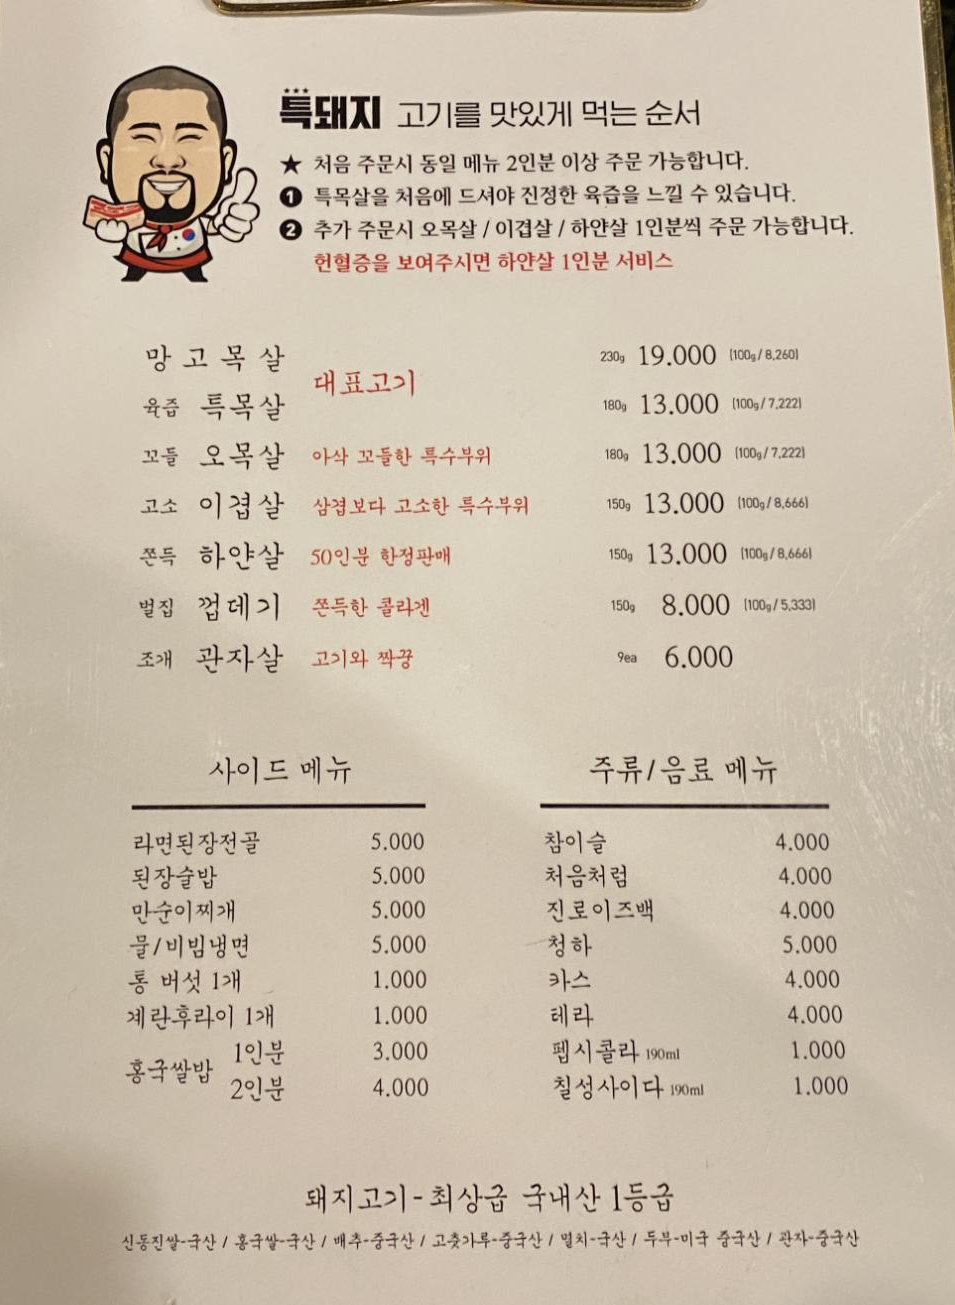 특돼지 고기를 맛있게 먹는 순서
★ 처음 주문시 동일 메뉴 2인분 이상 주문 가능합니다.
❶ 특목살을 처음에 드셔야 진정한 육즙을 느낄 수 있습니다.
❷ 추가 주문시 오목살 / 이겹살 / 하얀살 1인분씩 주문 가능합니다.
헌혈증을 보여주시면 하얀살 1인분 서비스
망고목살 230g 19.000 (100g/8,260)
대표고기
육즙 특목살 180g 13.000 (100g/7,222)
꼬들 오목살 아삭 꼬들한 특수부위 180g 13.000 (100g/7,222)
고소 이겹살 삼겹보다 고소한 특수부위 150g 13.000 (100g/8,666)
쫀득 하얀살 50인분 한정판매 150g 13.000 (100g/8,666)
벌집 껍데기 쫀득한 콜라겐 150g 8.000 (100g/5,333)
조개 관자살 고기와 짝꿍 9ea 6.000
사이드 메뉴
라면된장전골 5.000
된장술밥 5.000
만순이찌개 5.000
물/비빔냉면 5.000
통 버섯 1개 1.000
계란후라이 1개 1.000
홍국쌀밥 1인분 3.000
2인분 4.000
주류/음료 메뉴
참이슬 4.000
처음처럼 4.000
진로이즈백 4.000
청하 5.000
카스 4.000
테라 4.000
펩시콜라 190ml 1.000
칠성사이다 190ml 1.000
돼지고기-최상급 국내산 1등급
신동진쌀-국산 / 홍국쌀-국산 / 배추-중국산 / 고춧가루-중국산 / 멸치-국산 / 두부-미국 중국산 / 관자-중국산